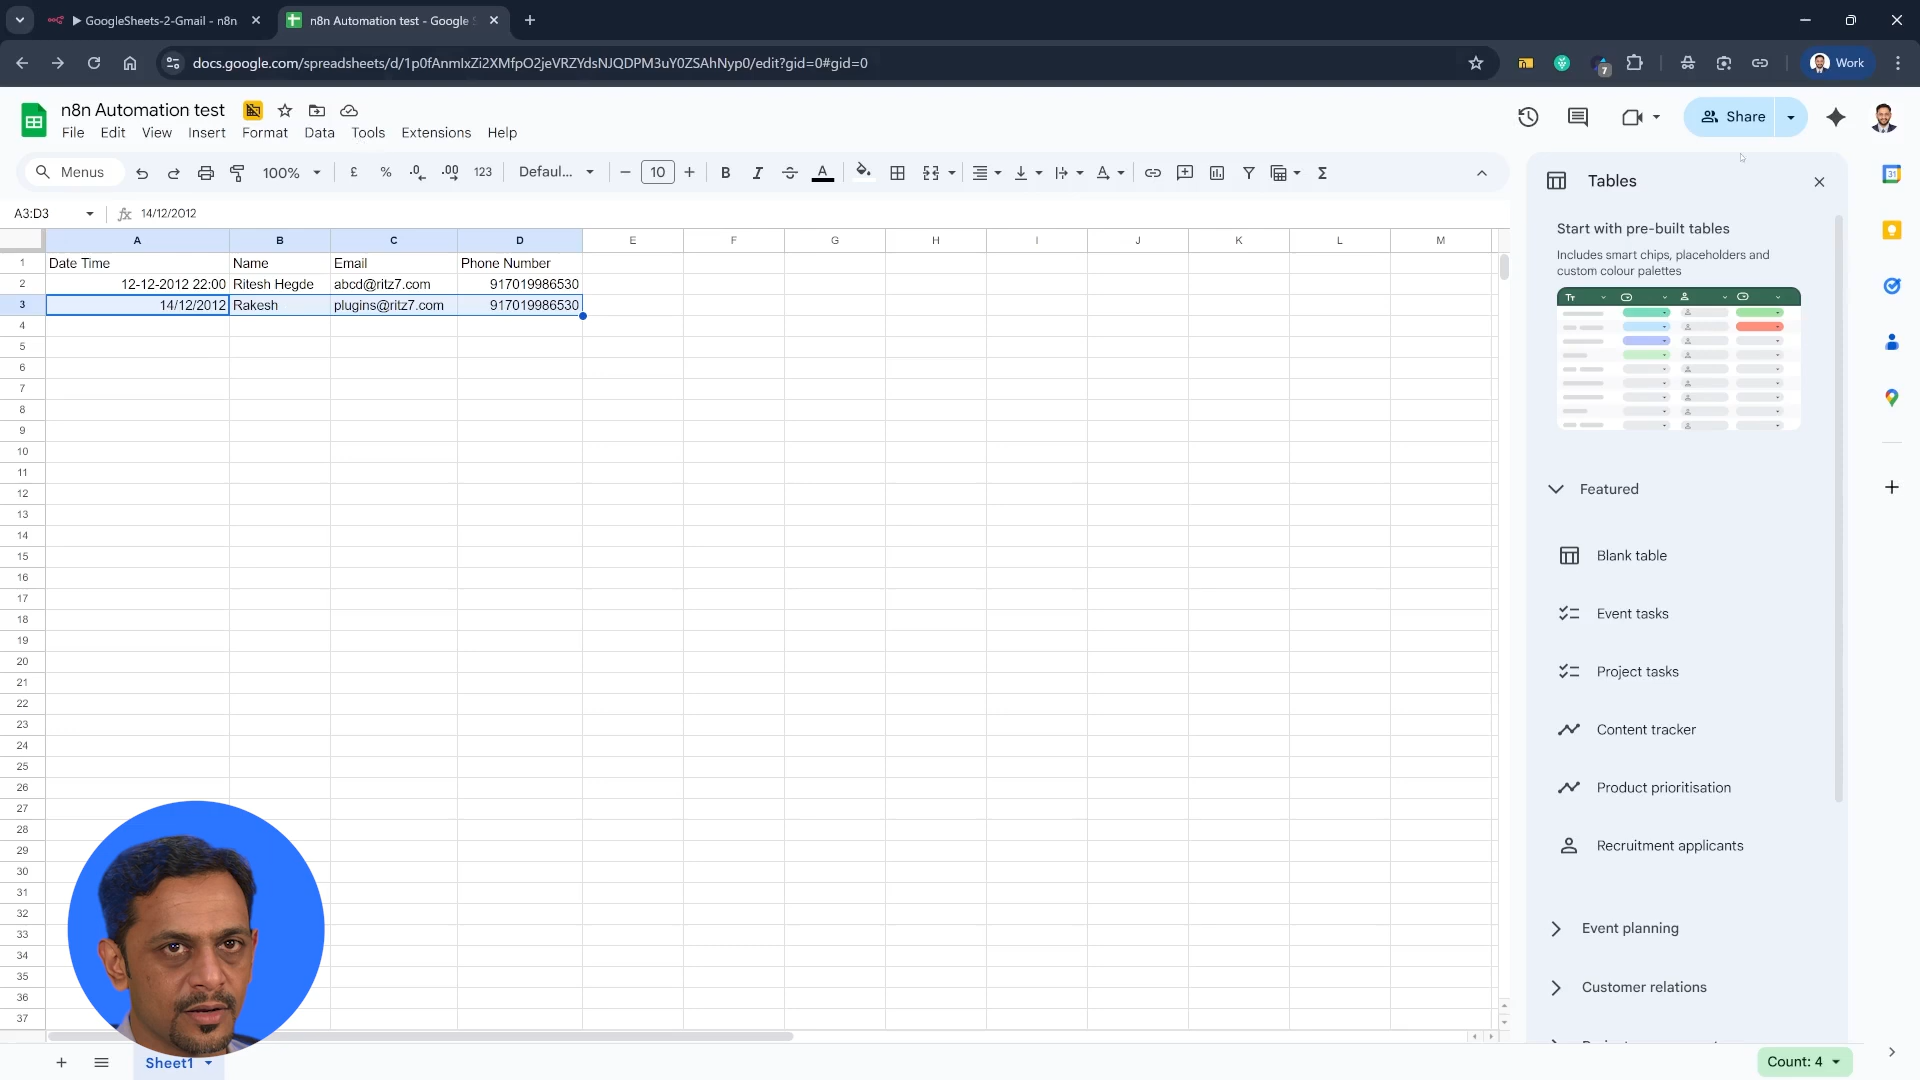 GoogleSheets-2-Gmail - n8n
n8n Automation test - Google S
docs.google.com/spreadsheets/d/1p0fAnmIxZi2XMfpO2jeVRZYdsNJQDPM3uY0ZSAhNyp0/edit?gid=0#gid=0
7
Work
n8n Automation test
File Edit View Insert Format Data Tools Extensions Help
Share
Menus
100%
£
%
.0
.00
123
Defaul...
10
B
I
A
Σ
A3:D3
fx
14/12/2012
A B C D E F G H I J K L M
1 Date Time Name Email Phone Number
2 12-12-2012 22:00 Ritesh Hegde abcd@ritz7.com 917019986530
3 14/12/2012 Rakesh plugins@ritz7.com 917019986530
4
5
6
7
8
9
10
11
12
13
14
15
16
17
18
19
20
21
22
23
24
25
26
27
28
29
30
31
32
33
34
35
36
37
Tables
Start with pre-built tables
Includes smart chips, placeholders and
custom colour palettes
Tт
Featured
Blank table
Event tasks
Project tasks
Content tracker
Product prioritisation
Recruitment applicants
Event planning
Customer relations
31
Sheet1
Count: 4